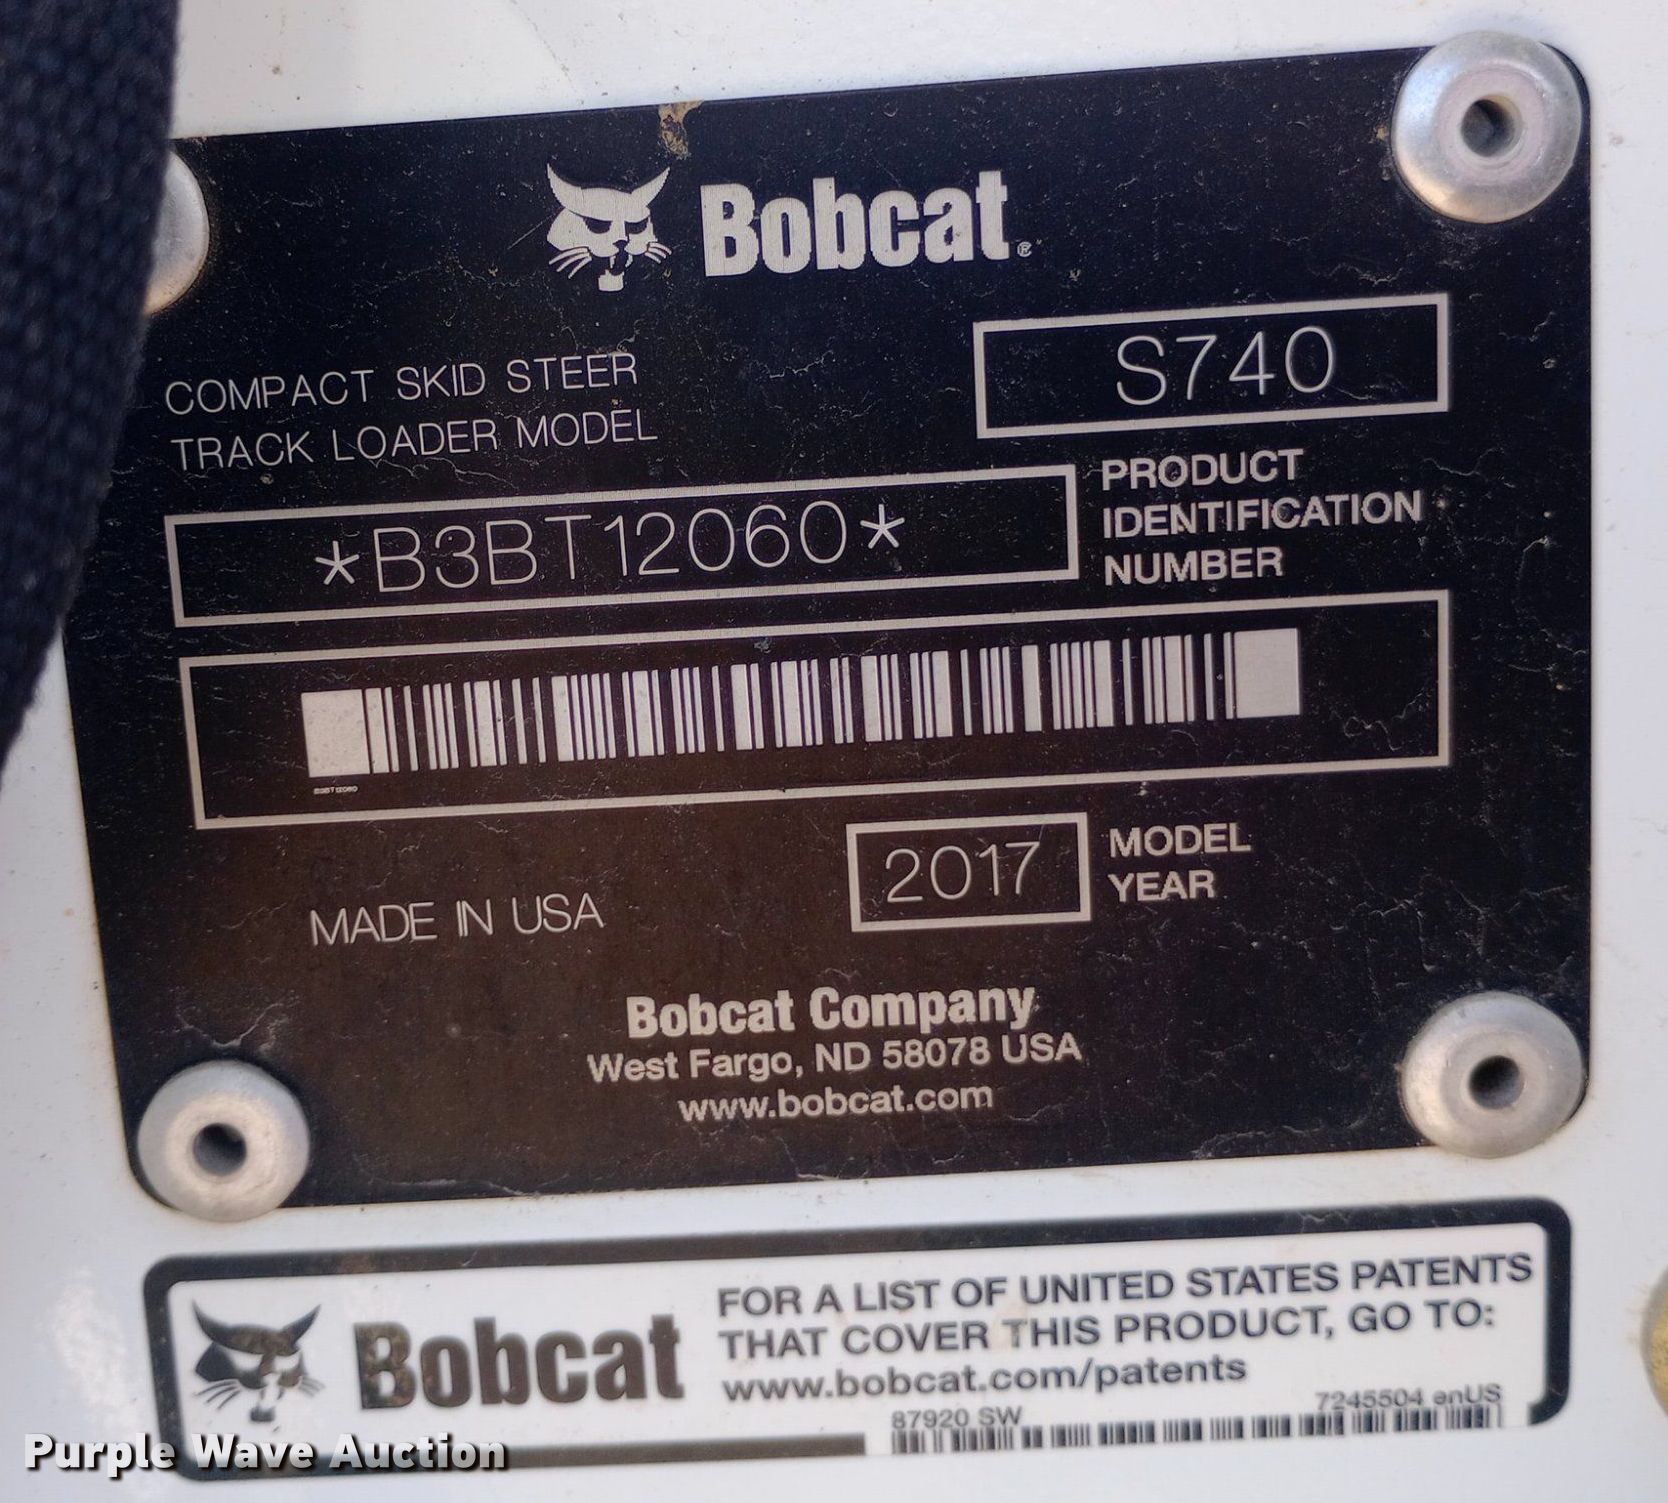 Bobcat®
COMPACT SKID STEER
TRACK LOADER MODEL
S740
*B3BT12060*
PRODUCT
IDENTIFICATION
NUMBER
B3BT12060
2017
MODEL
YEAR
MADE IN USA
Bobcat Company
West Fargo, ND 58078 USA
www.bobcat.com
Bobcat
FOR A LIST OF UNITED STATES PATENTS
THAT COVER THIS PRODUCT, GO TO:
www.bobcat.com/patents
87920 SW
7245504 enUS
Purple Wave Auction